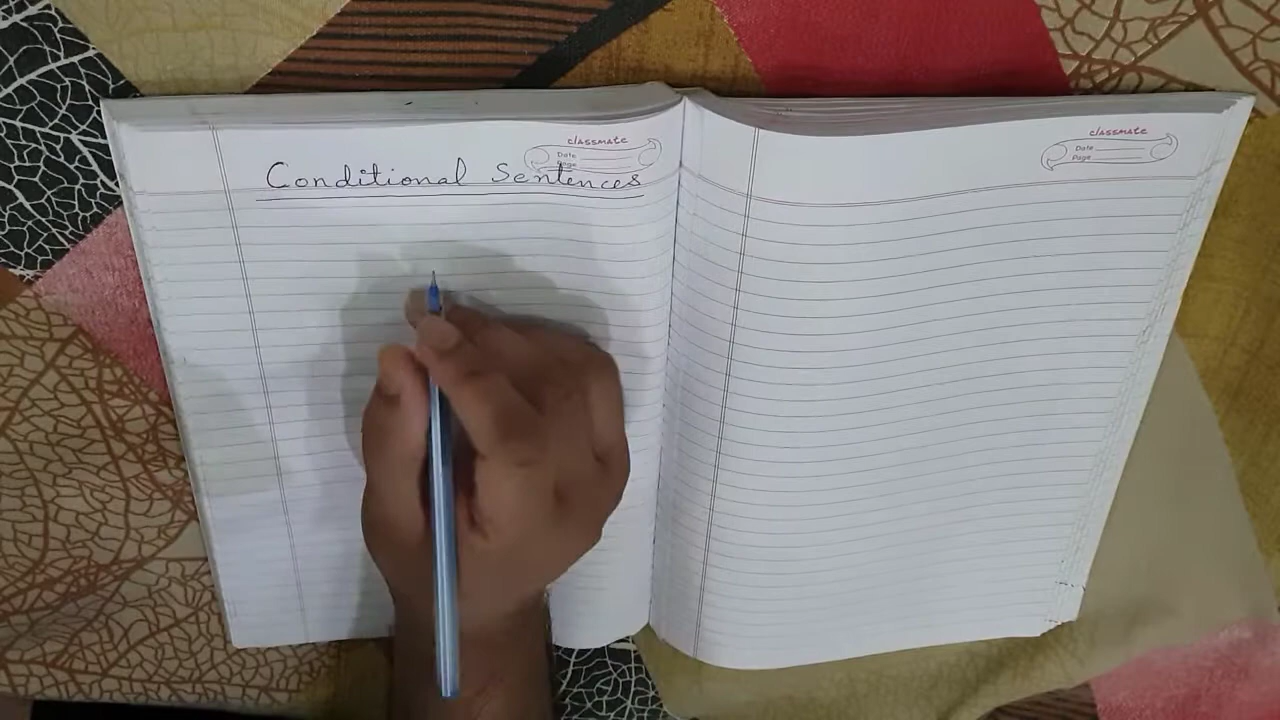 classmate
Date
Page
Conditional Sentences
classmate
Date
Page